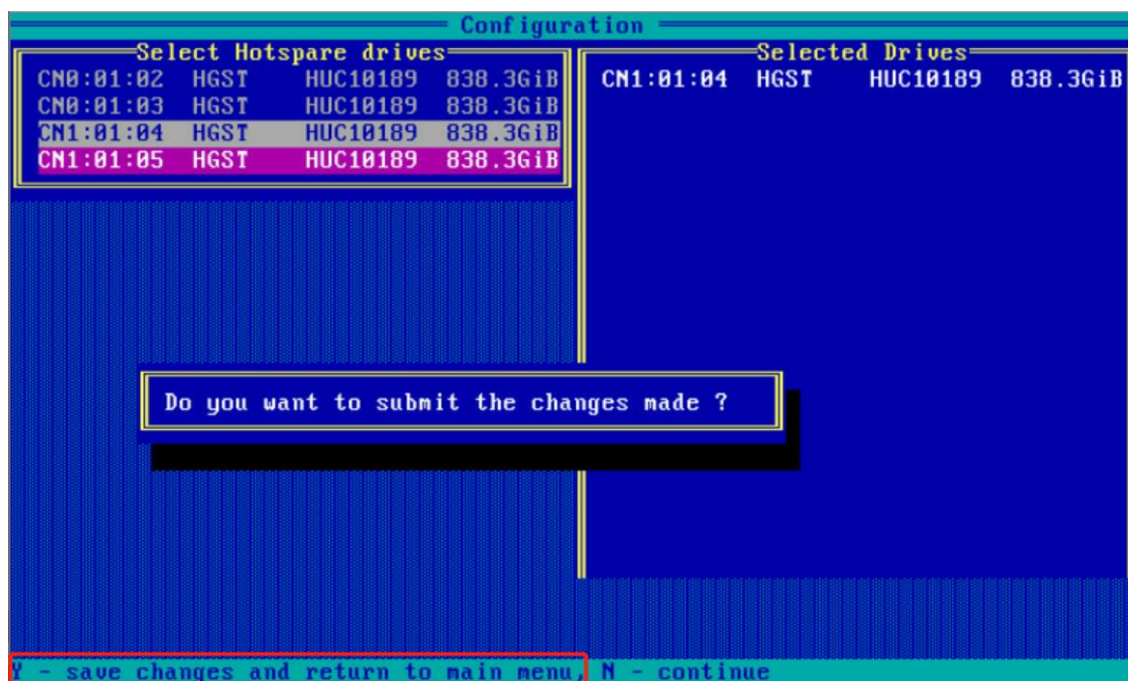 Configuration
Select Hotspare drives
CN0:01:02 HGST HUC10189 838.3GiB
CN0:01:03 HGST HUC10189 838.3GiB
CN1:01:04 HGST HUC10189 838.3GiB
CN1:01:05 HGST HUC10189 838.3GiB
Selected Drives
CN1:01:04 HGST HUC10189 838.3GiB
Do you want to submit the changes made ?
Y - save changes and return to main menu, N - continue